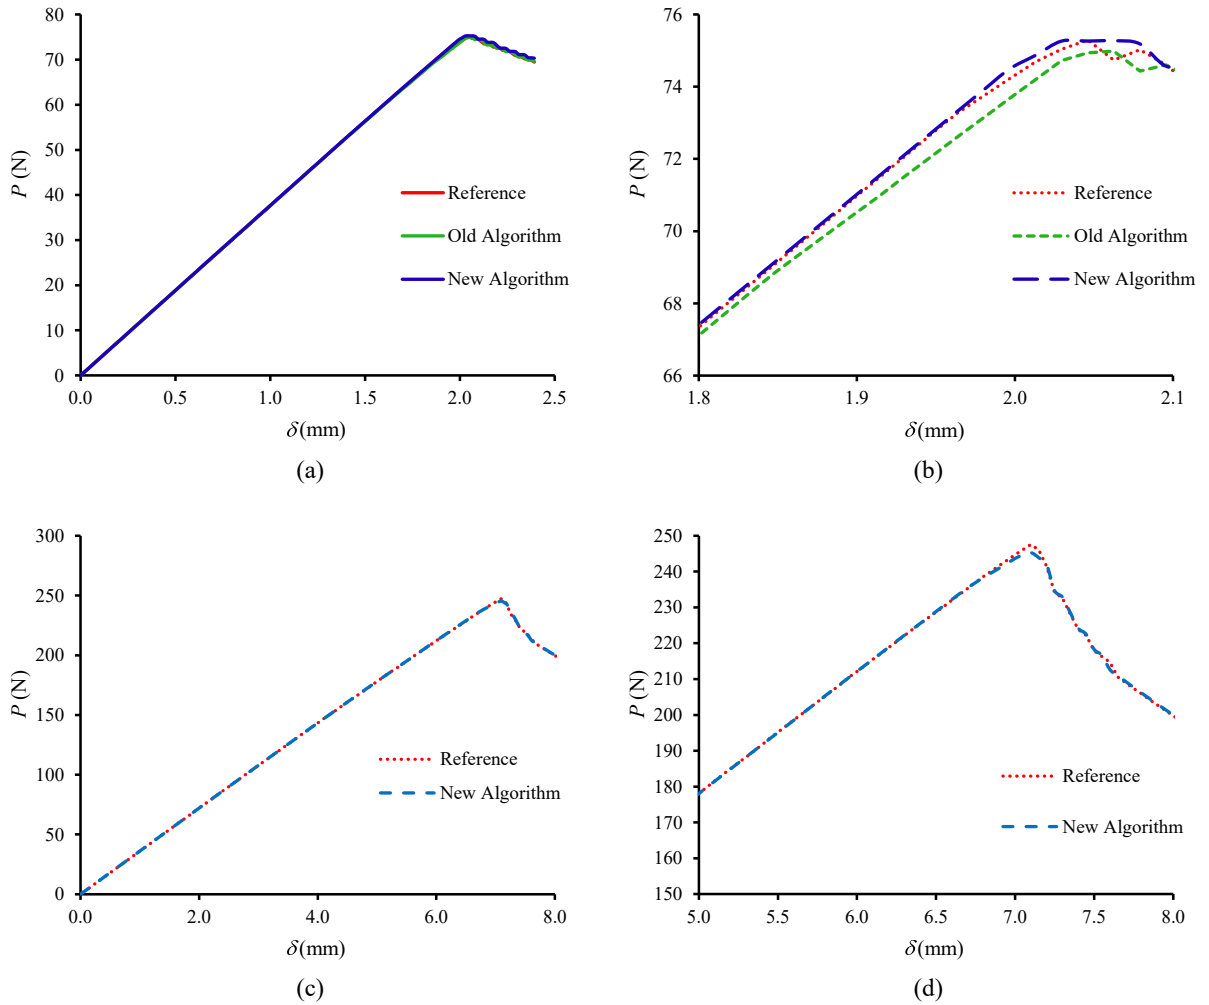 80
70
60
50
40
30
20
10
0
P (N)
0.0 0.5 1.0 1.5 2.0 2.5
δ (mm)
Reference
Old Algorithm
New Algorithm
(a)
76
74
72
70
68
66
P (N)
1.8 1.9 2.0 2.1
δ (mm)
Reference
Old Algorithm
New Algorithm
(b)
300
250
200
150
100
50
0
P (N)
0.0 2.0 4.0 6.0 8.0
δ (mm)
Reference
New Algorithm
(c)
250
240
230
220
210
200
190
180
170
160
150
P (N)
5.0 5.5 6.0 6.5 7.0 7.5 8.0
δ (mm)
Reference
New Algorithm
(d)